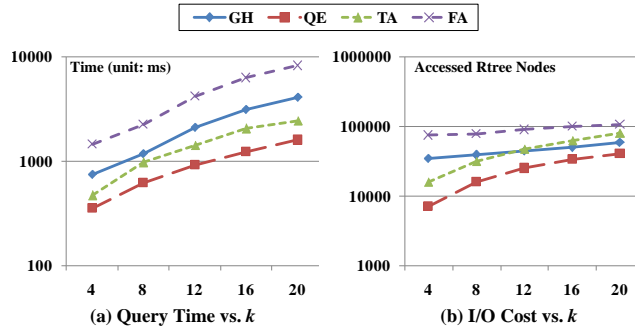 GH QE TA FA
Time (unit: ms)
10000
1000
100
4 8 12 16 20
(a) Query Time vs. k
Accessed Rtree Nodes
1000000
100000
10000
1000
4 8 12 16 20
(b) I/O Cost vs. k